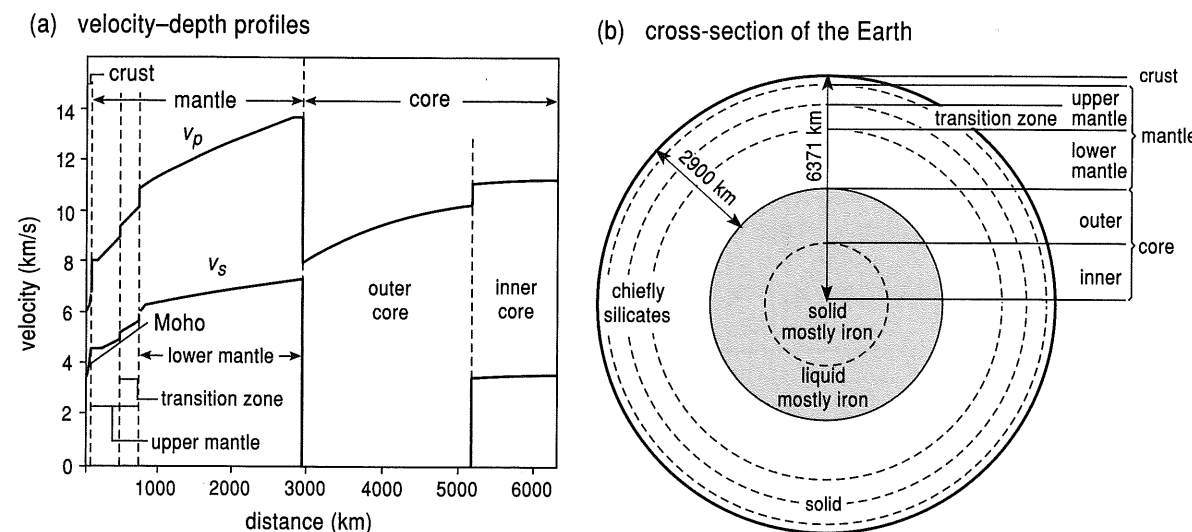 (a) velocity–depth profiles
crust
mantle
core
14
12
10
8
6
4
2
0
velocity (km/s)
vp
vs
outer
core
inner
core
Moho
lower mantle
transition zone
upper mantle
1000
2000
3000
4000
5000
6000
distance (km)
(b) cross-section of the Earth
crust
upper
mantle
transition zone
mantle
lower
mantle
6371 km
2900 km
outer
core
inner
chiefly
silicates
solid
mostly iron
liquid
mostly iron
solid